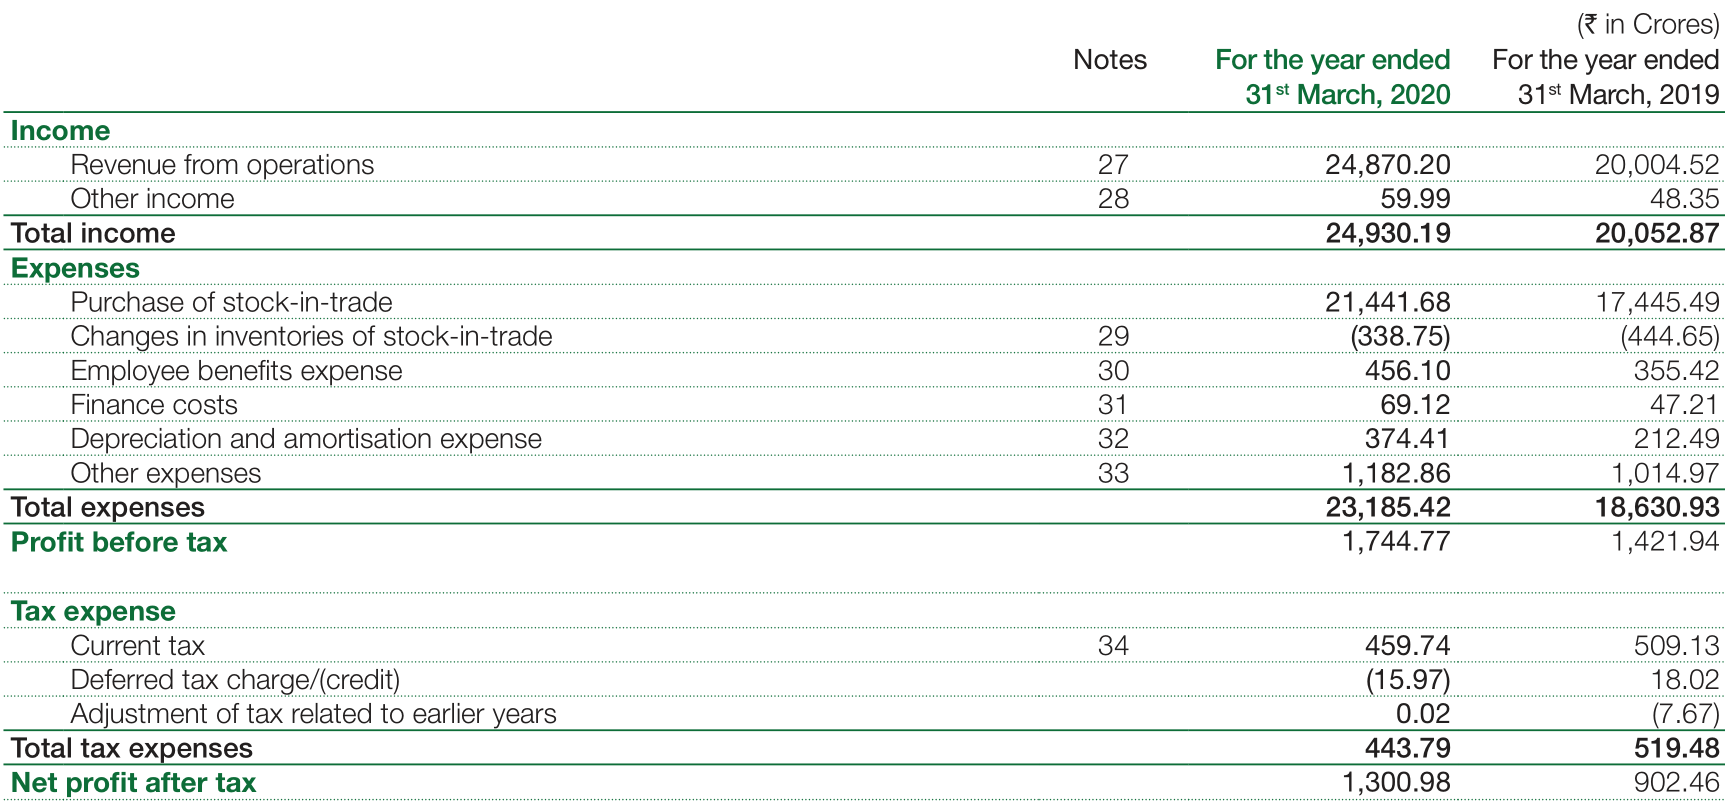 (₹ in Crores)
Notes For the year ended For the year ended
31st March, 2020 31st March, 2019
Income
Revenue from operations 27 24,870.20 20,004.52
Other income 28 59.99 48.35
Total income 24,930.19 20,052.87
Expenses
Purchase of stock-in-trade 21,441.68 17,445.49
Changes in inventories of stock-in-trade 29 (338.75) (444.65)
Employee benefits expense 30 456.10 355.42
Finance costs 31 69.12 47.21
Depreciation and amortisation expense 32 374.41 212.49
Other expenses 33 1,182.86 1,014.97
Total expenses 23,185.42 18,630.93
Profit before tax 1,744.77 1,421.94
Tax expense
Current tax 34 459.74 509.13
Deferred tax charge/(credit) (15.97) 18.02
Adjustment of tax related to earlier years 0.02 (7.67)
Total tax expenses 443.79 519.48
Net profit after tax 1,300.98 902.46